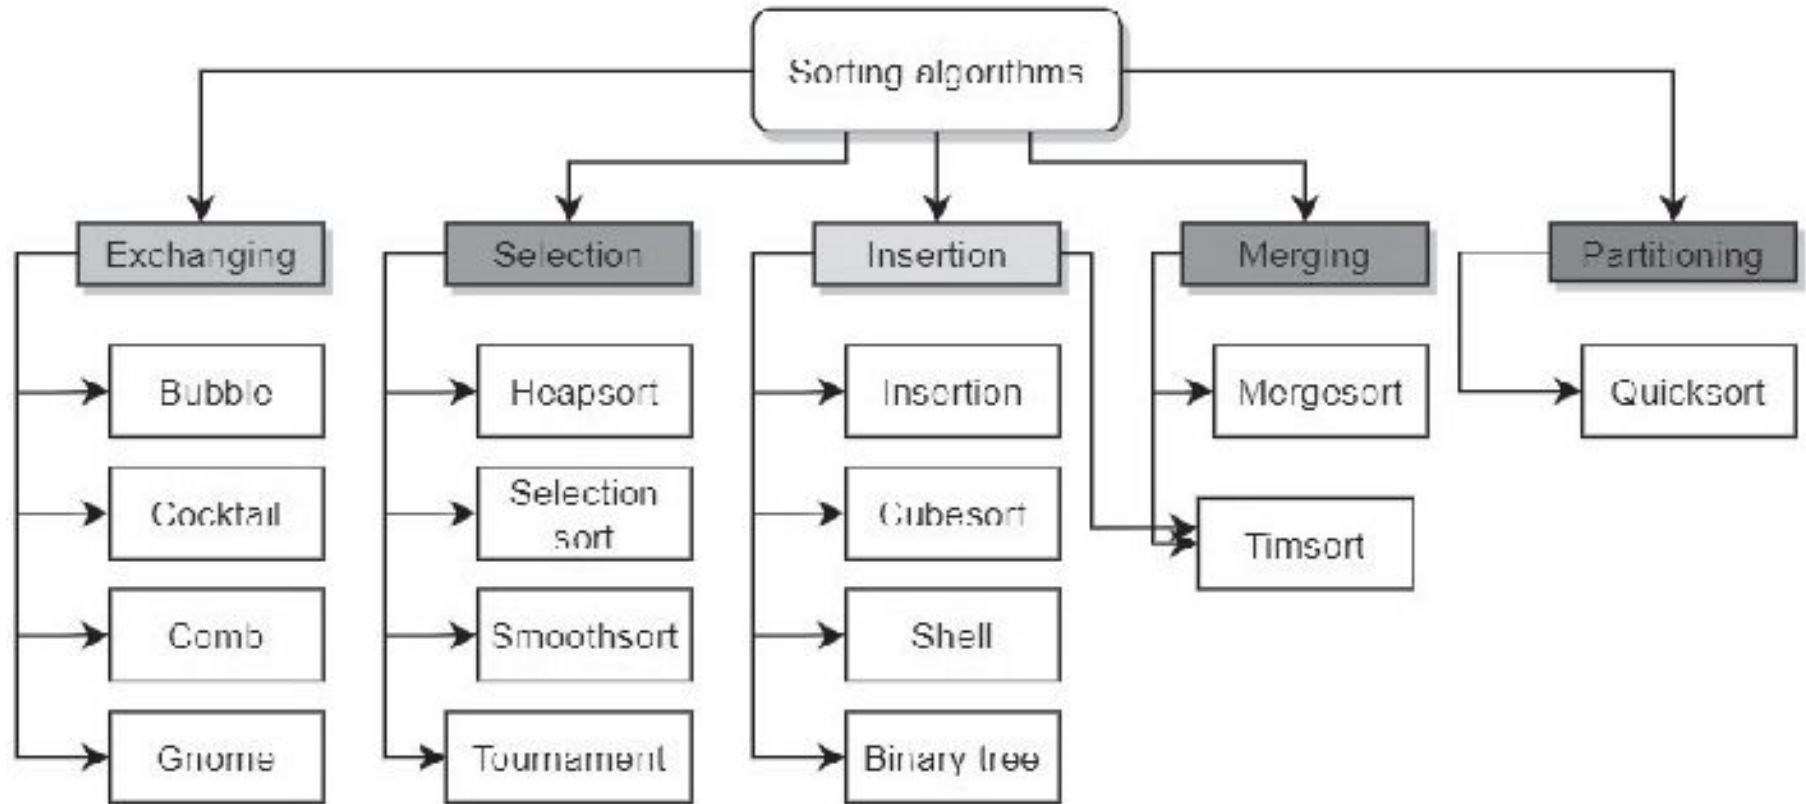 Sorting algorithms
Exchanging
Selection
Insertion
Merging
Partitioning
Bubble
Heapsort
Insertion
Mergesort
Quicksort
Cocktail
Selection
sort
Cubesort
Timsort
Comb
Smoothsort
Shell
Gnome
Tournament
Binary tree